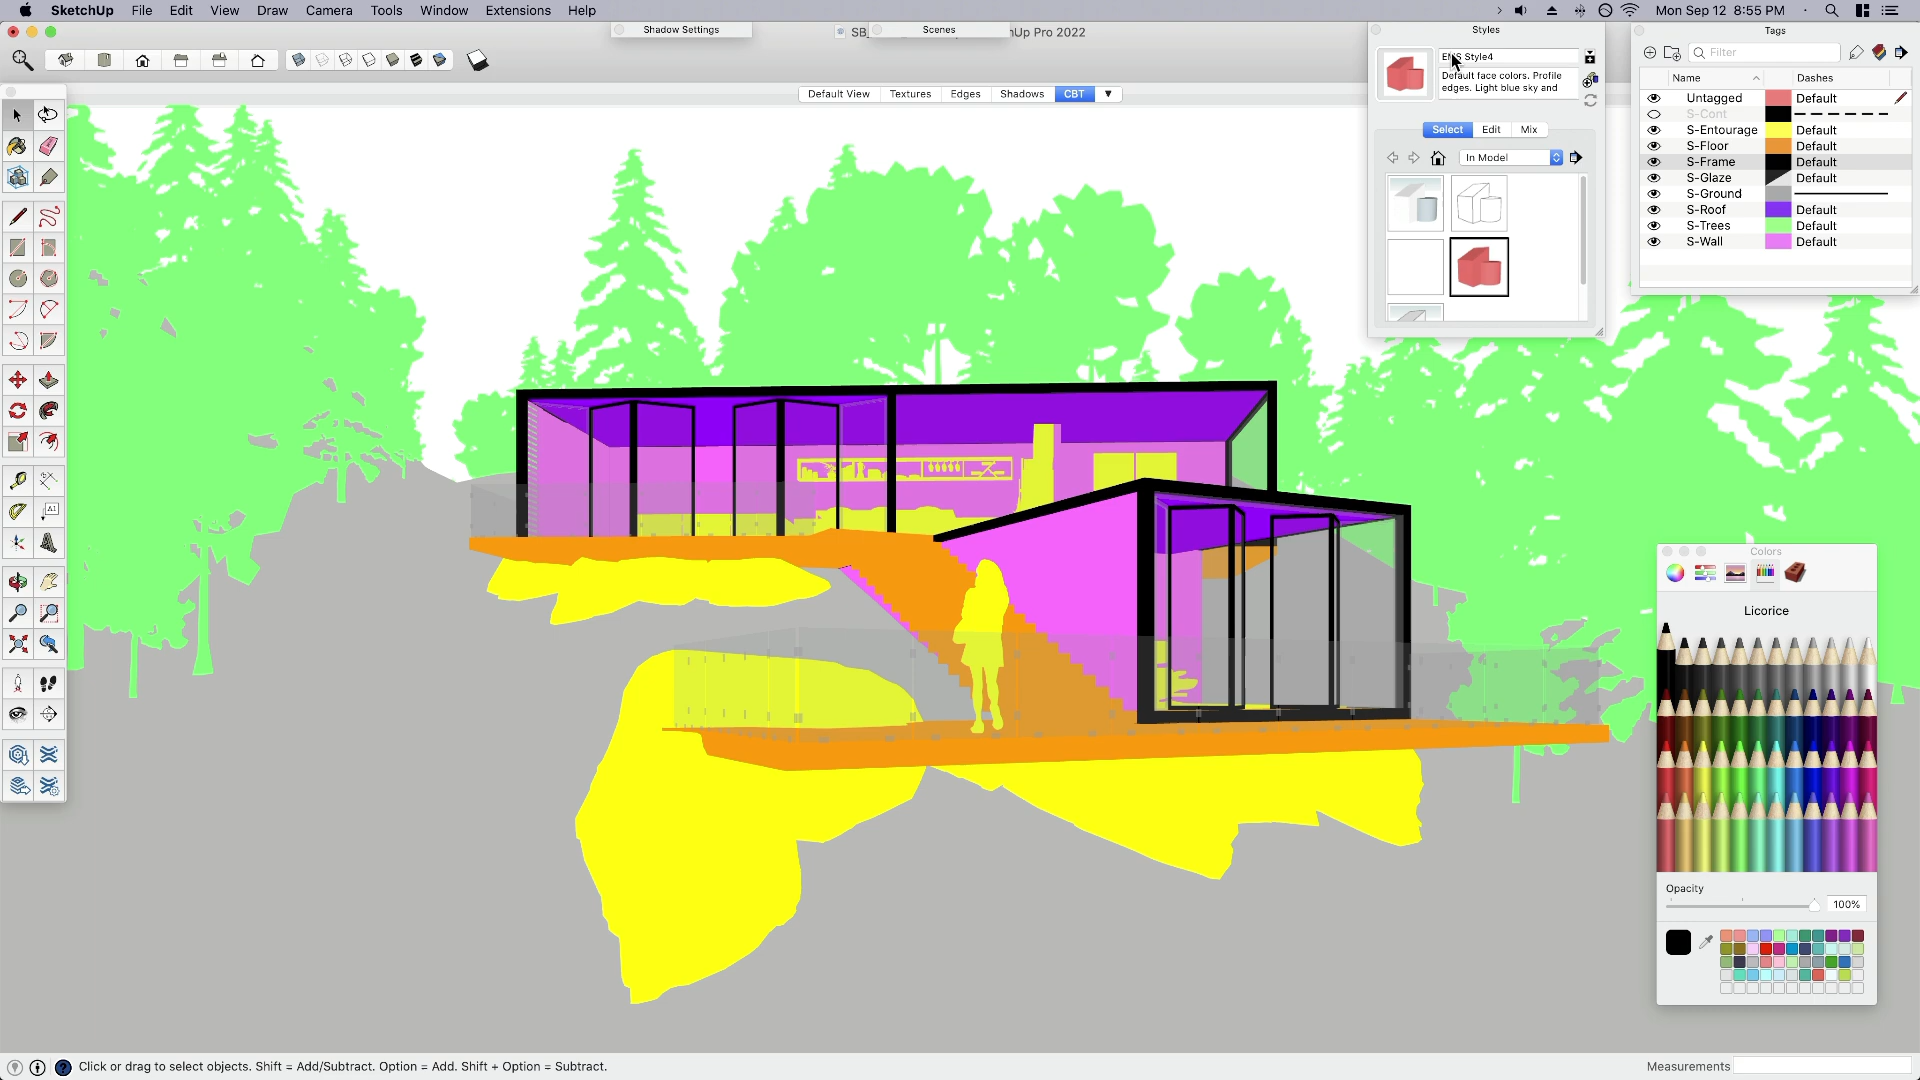 SketchUp File Edit View Draw Camera Tools Window Extensions Help
Mon Sep 12 8:55 PM
Shadow Settings
Scenes
hUp Pro 2022
Default View Textures Edges Shadows CBT
Styles
Style4
Default face colors. Profile
edges. Light blue sky and
Select Edit Mix
In Model
Tags
Filter
Name Dashes
Untagged Default
S-Cont
S-Entourage Default
S-Floor Default
S-Frame Default
S-Glaze Default
S-Ground
S-Roof Default
S-Trees Default
S-Wall Default
Colors
Licorice
Opacity
100%
Click or drag to select objects. Shift = Add/Subtract. Option = Add. Shift + Option = Subtract.
Measurements